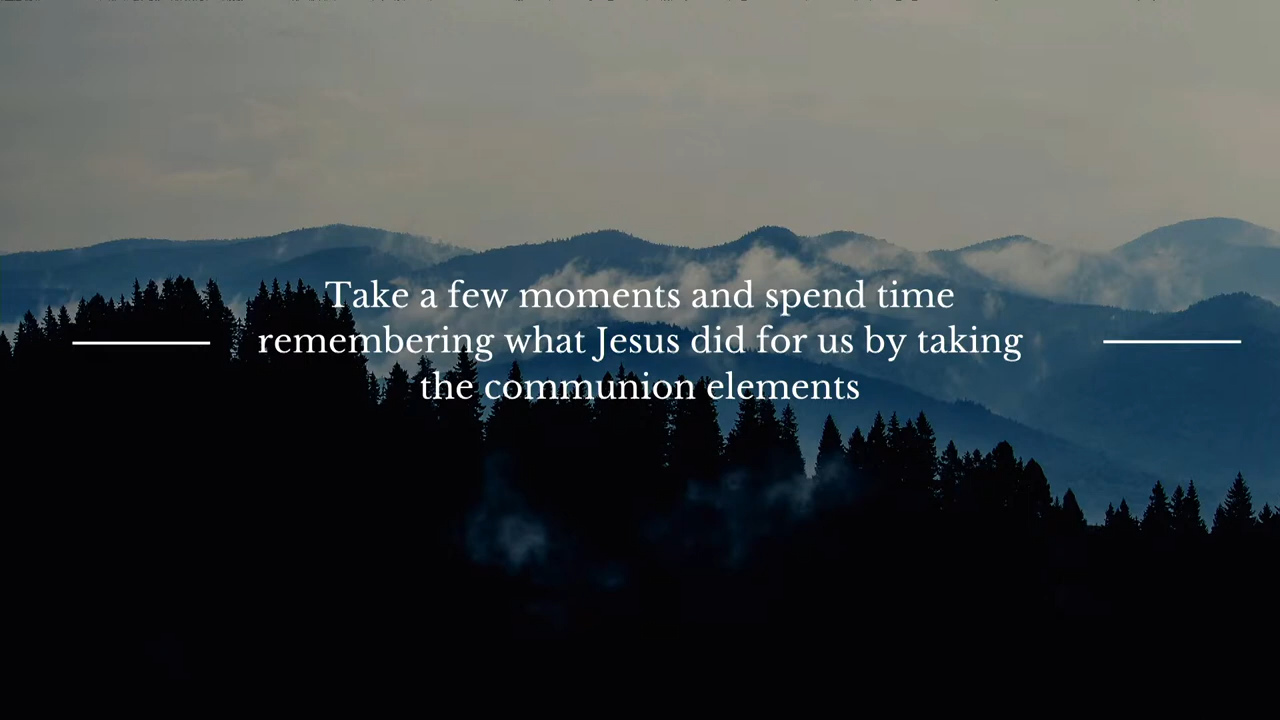 Take a few moments and spend time
remembering what Jesus did for us by taking
the communion elements